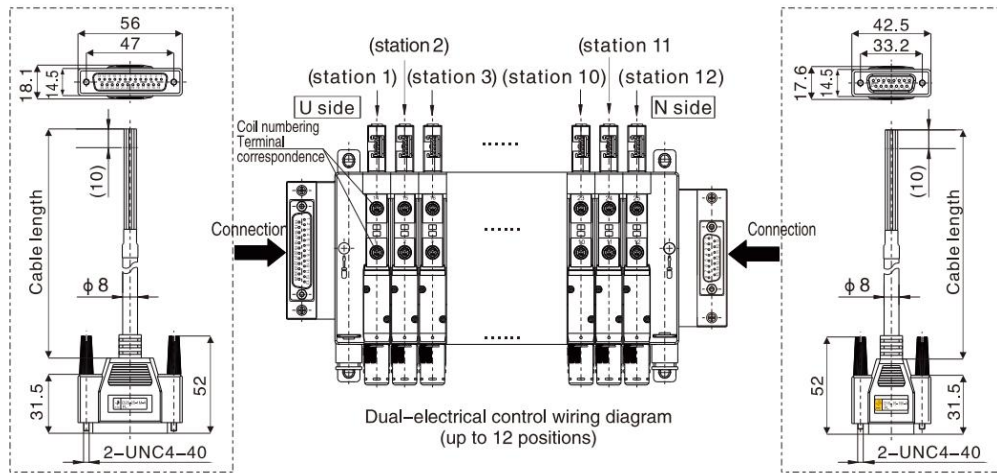 56
47
18.1
14.5
(10)
Cable length
ϕ8
31.5
52
2-UNC4-40
(station 2)
(station 1)
(station 3)
U side
Coil numbering
Terminal
correspondence
Connection
......
......
......
(station 11
(station 10)
(station 12)
N side
Connection
Dual-electrical control wiring diagram
(up to 12 positions)
42.5
33.2
17.6
14.5
(10)
Cable length
ϕ8
52
31.5
2-UNC4-40